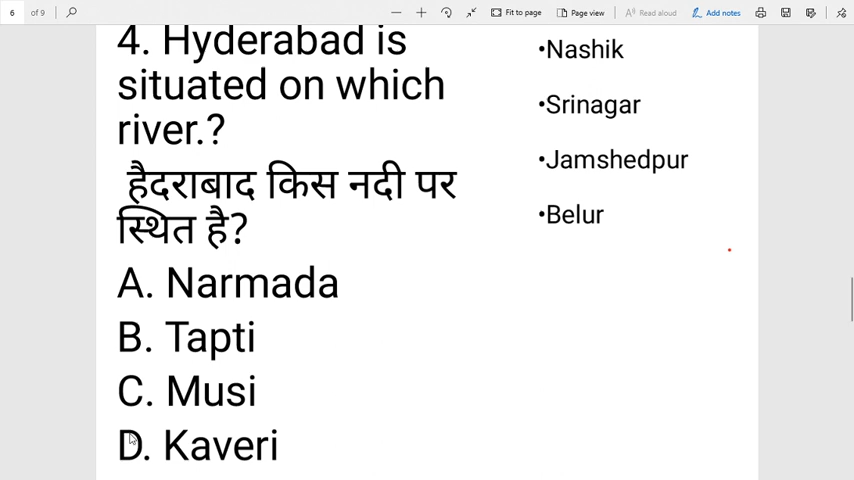 6 of 9
Fit to page
Page view
Read aloud
Add notes
4. Hyderabad is
situated on which
river.?
हैदराबाद किस नदी पर
स्थित है?
A. Narmada
B. Tapti
C. Musi
D. Kaveri
•Nashik
•Srinagar
•Jamshedpur
•Belur